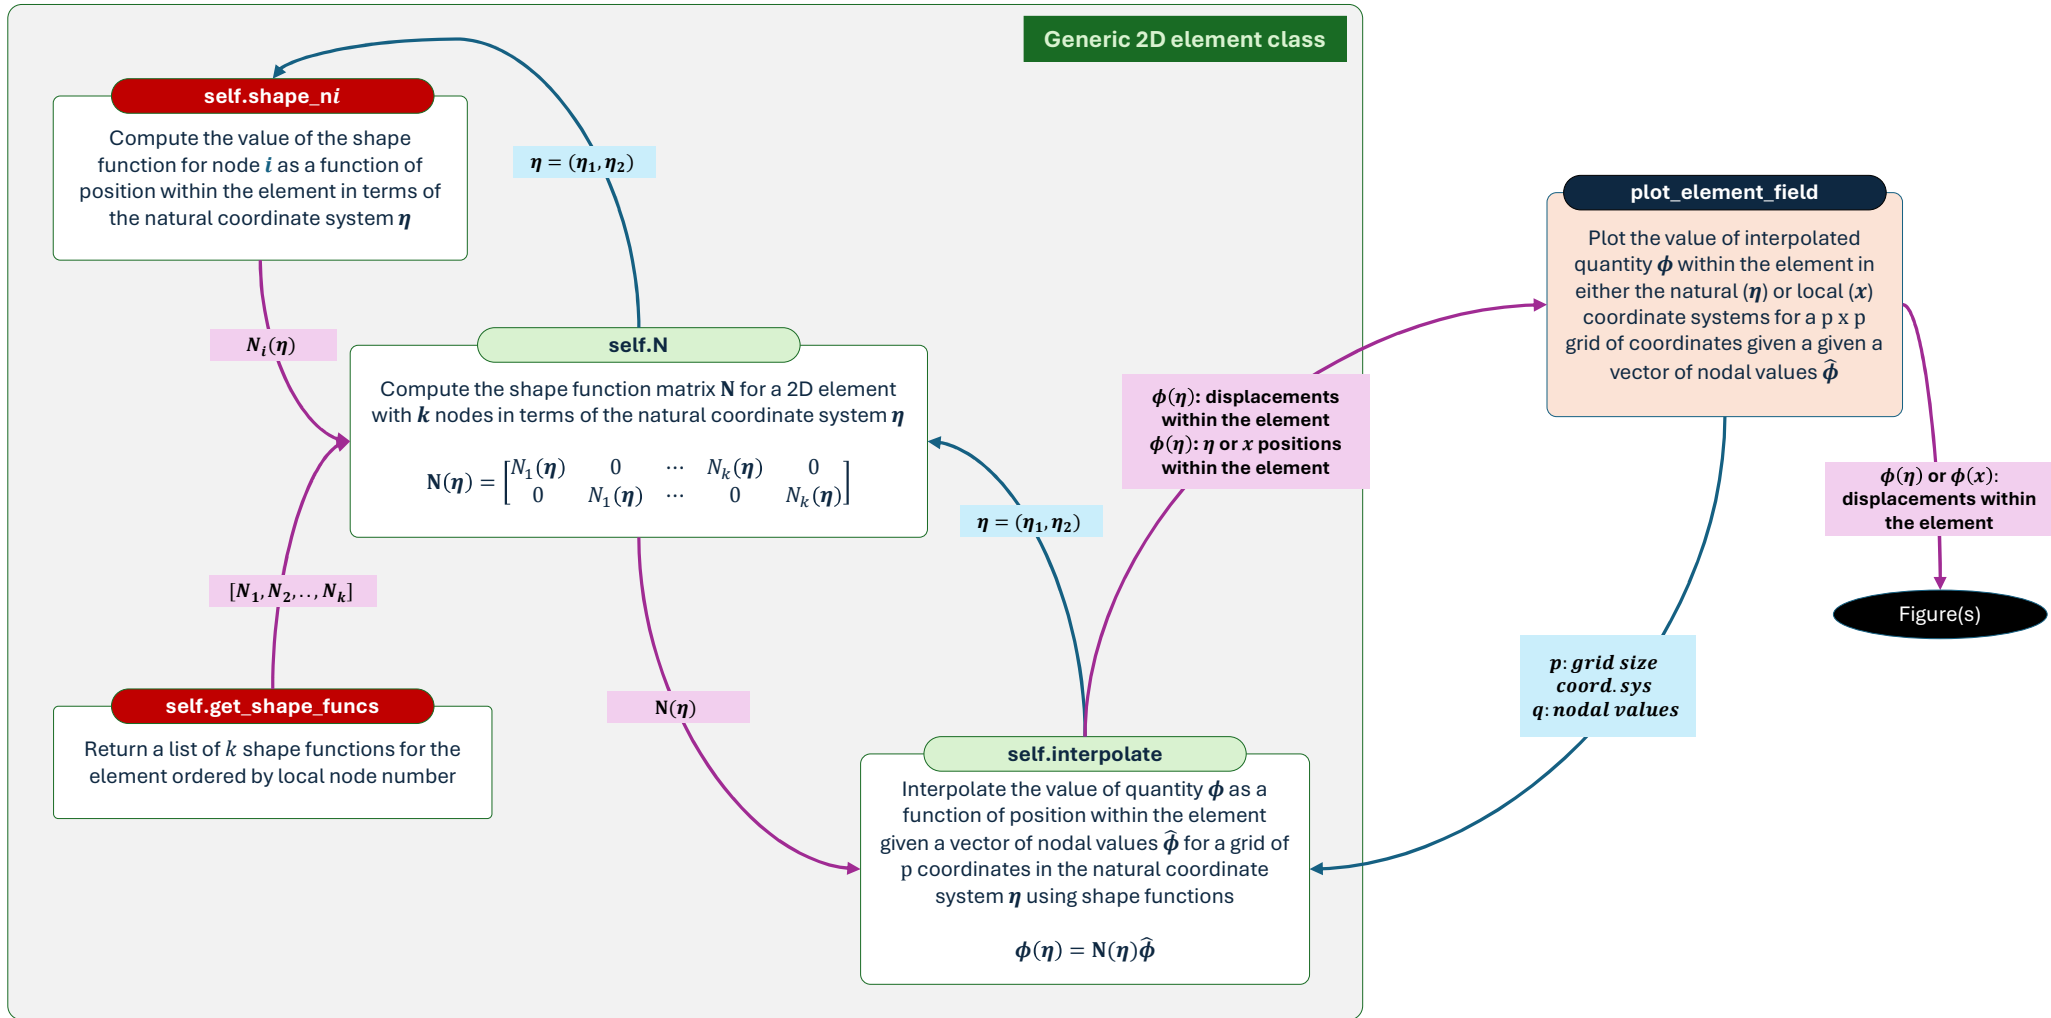 Generic 2D element class
self.shape_ni
Compute the value of the shape
function for node i as a function of
position within the element in terms of
the natural coordinate system η
η = (η₁, η₂)
Nᵢ(η)
self.N
Compute the shape function matrix N for a 2D element
with k nodes in terms of the natural coordinate system η
N(η) = [N₁(η) 0 ⋯ Nₖ(η) 0
0 N₁(η) ⋯ 0 Nₖ(η)]
[N₁, N₂, . . , Nₖ]
self.get_shape_funcs
Return a list of k shape functions for the
element ordered by local node number
N(η)
η = (η₁, η₂)
self.interpolate
Interpolate the value of quantity ϕ as a
function of position within the element
given a vector of nodal values ϕ̂ for a grid of
p coordinates in the natural coordinate
system η using shape functions
ϕ(η) = N(η)ϕ̂
ϕ(η): displacements
within the element
ϕ(η): η or x positions
within the element
plot_element_field
Plot the value of interpolated
quantity ϕ within the element in
either the natural (η) or local (x)
coordinate systems for a p x p
grid of coordinates given a given a
vector of nodal values ϕ̂
p: grid size
coord. sys
q: nodal values
ϕ(η) or ϕ(x):
displacements within
the element
Figure(s)